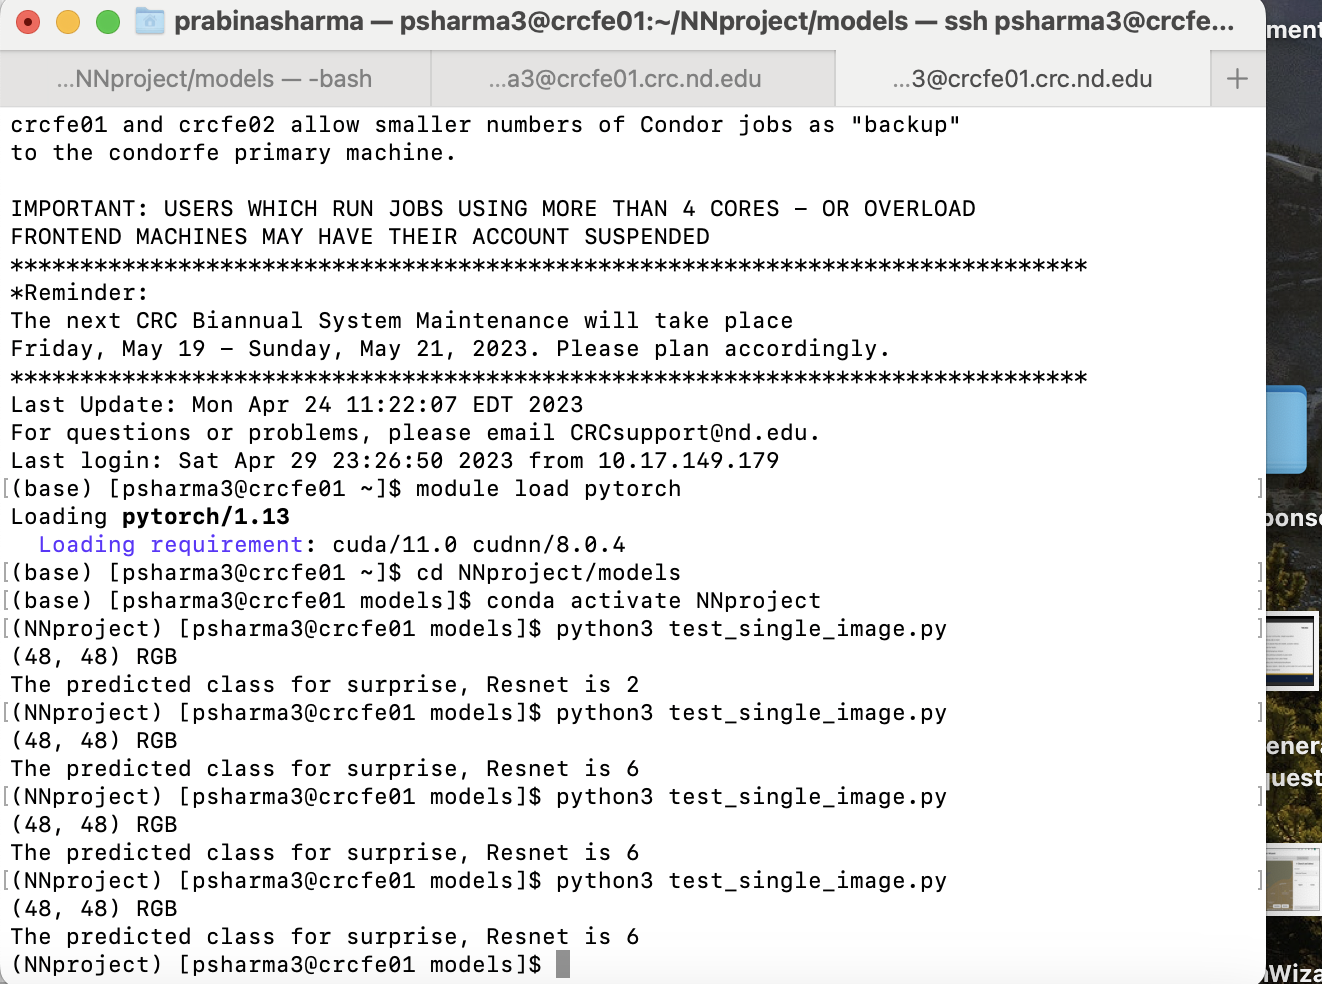 prabinasharma — psharma3@crcfe01:~/NNproject/models — ssh psharma3@crcfe...
...NNproject/models — -bash
...a3@crcfe01.crc.nd.edu
...3@crcfe01.crc.nd.edu
+
crcfe01 and crcfe02 allow smaller numbers of Condor jobs as "backup"
to the condorfe primary machine.
IMPORTANT: USERS WHICH RUN JOBS USING MORE THAN 4 CORES - OR OVERLOAD
FRONTEND MACHINES MAY HAVE THEIR ACCOUNT SUSPENDED
*****************************************************************************
*Reminder:
The next CRC Biannual System Maintenance will take place
Friday, May 19 - Sunday, May 21, 2023. Please plan accordingly.
*****************************************************************************
Last Update: Mon Apr 24 11:22:07 EDT 2023
For questions or problems, please email CRCsupport@nd.edu.
Last login: Sat Apr 29 23:26:50 2023 from 10.17.149.179
[(base) [psharma3@crcfe01 ~]$ module load pytorch ]
Loading pytorch/1.13
Loading requirement: cuda/11.0 cudnn/8.0.4
[(base) [psharma3@crcfe01 ~]$ cd NNproject/models ]
[(base) [psharma3@crcfe01 models]$ conda activate NNproject ]
[(NNproject) [psharma3@crcfe01 models]$ python3 test_single_image.py ]
(48, 48) RGB
The predicted class for surprise, Resnet is 2
[(NNproject) [psharma3@crcfe01 models]$ python3 test_single_image.py ]
(48, 48) RGB
The predicted class for surprise, Resnet is 6
[(NNproject) [psharma3@crcfe01 models]$ python3 test_single_image.py ]
(48, 48) RGB
The predicted class for surprise, Resnet is 6
[(NNproject) [psharma3@crcfe01 models]$ python3 test_single_image.py ]
(48, 48) RGB
The predicted class for surprise, Resnet is 6
(NNproject) [psharma3@crcfe01 models]$